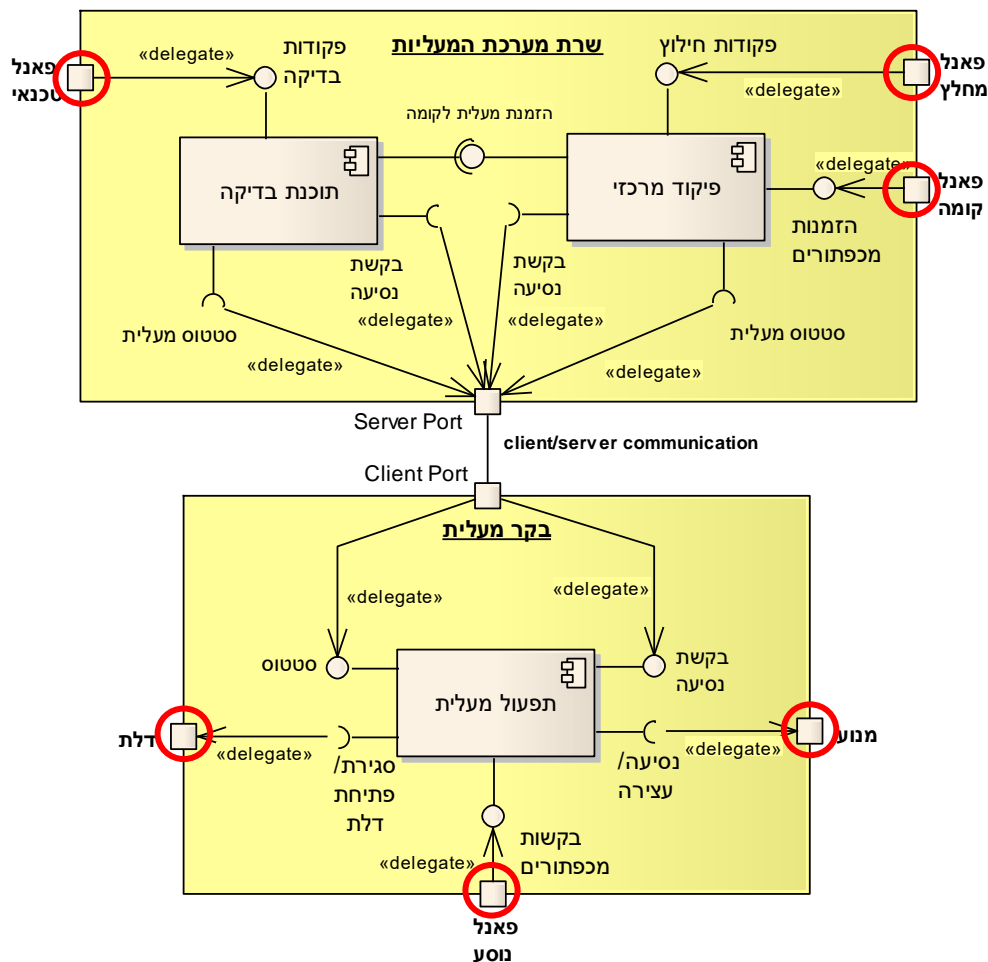 שרת מערכת המעליות
פאנל
טכנאי
«delegate»
פקודות
בדיקה
פקודות חילוץ
«delegate»
פאנל
מחלץ
הזמנת מעלית לקומה
תוכנת בדיקה
פיקוד מרכזי
«delegate»
פאנל
קומה
הזמנות
מכפתורים
בקשת
נסיעה
«delegate»
בקשת
נסיעה
«delegate»
סטטוס מעלית
«delegate»
סטטוס מעלית
«delegate»
Server Port
client/server communication
Client Port
בקר מעלית
«delegate»
«delegate»
סטטוס
בקשת
נסיעה
תפעול מעלית
דלת
«delegate»
סגירת/
פתיחת
דלת
נסיעה/
עצירה
«delegate»
מנוע
בקשות
מכפתורים
«delegate»
פאנל
נוסע